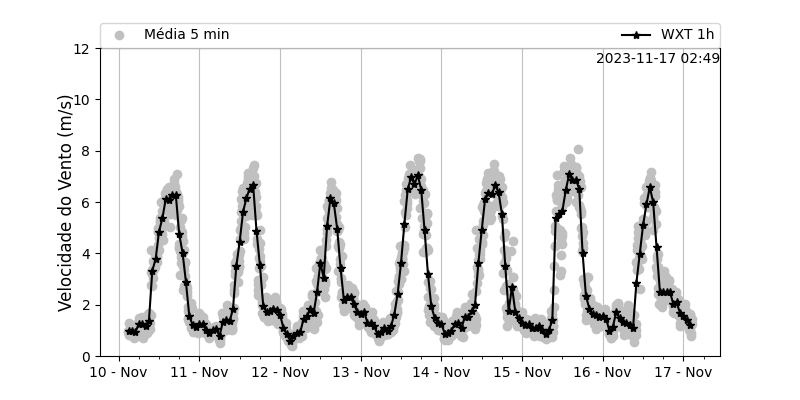 Média 5 min
WXT 1h
2023-11-17 02:49
Velocidade do Vento (m/s)
12
10
8
6
4
2
0
10 - Nov
11 - Nov
12 - Nov
13 - Nov
14 - Nov
15 - Nov
16 - Nov
17 - Nov